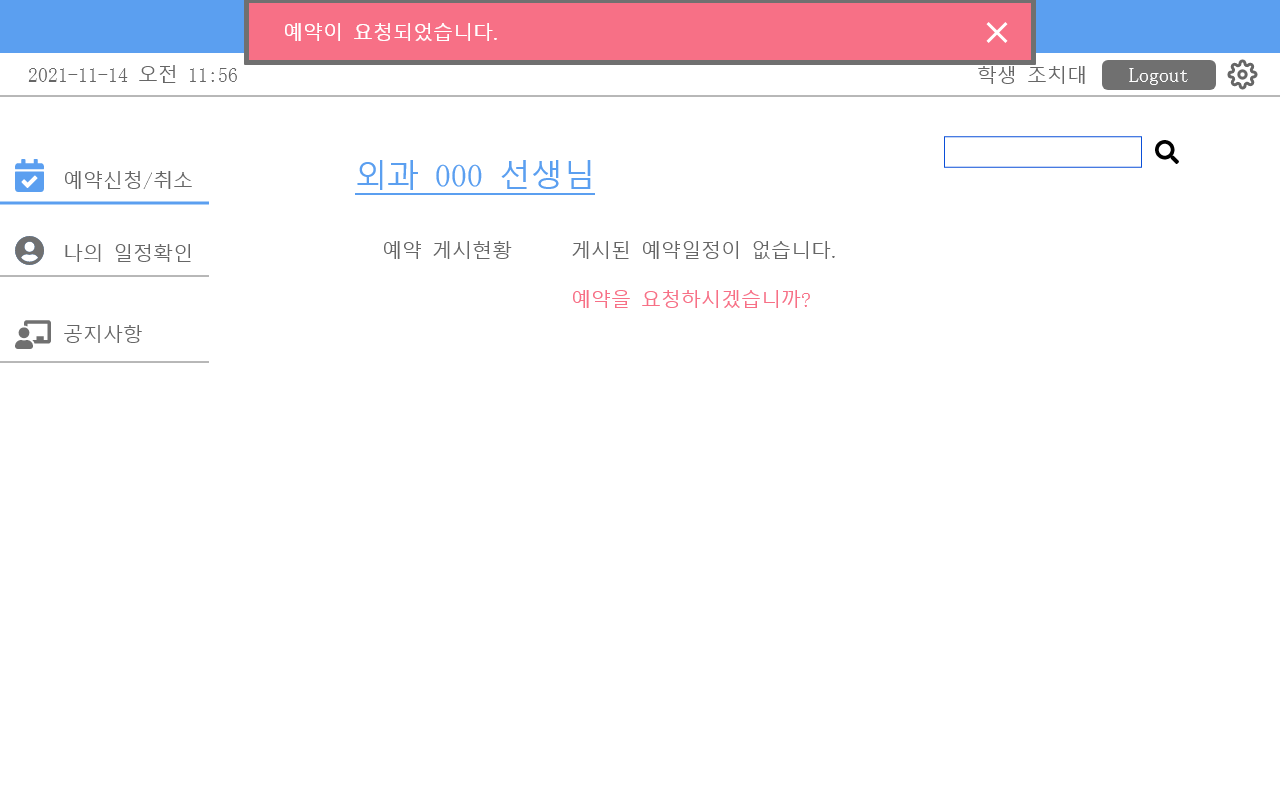 예약이 요청되었습니다.
2021-11-14 오전 11:56
학생 조치대
Logout
외과 000 선생님
예약신청/취소
나의 일정확인
공지사항
예약 게시현황
게시된 예약일정이 없습니다.
예약을 요청하시겠습니까?